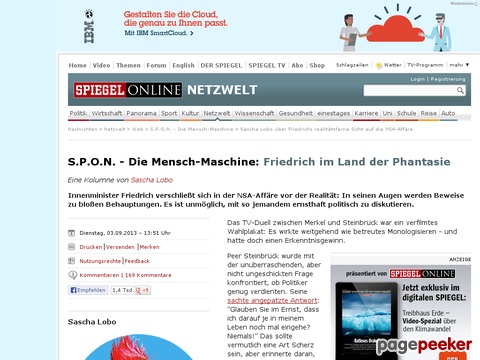 IBM
Gestalten Sie die Cloud,
die genau zu Ihnen passt.
Mit IBM SmartCloud.
Schlagzeilen | Wetter | TV-Programm | mehr
Nachrichten English Forum DER SPIEGEL SPIEGEL TV Abo Shop
SPIEGEL ONLINE NETZWELT
Login | Registrierung
Politik Wirtschaft Panorama Sport Kultur Netzwelt Wissenschaft Gesundheit einestages Karriere Uni Schule Reise Auto
Nachrichten > Netzwelt > Web > S.P.O.N. - Die Mensch-Maschine > Sascha Lobo über Friedrichs realitätsferne Sicht auf die NSA-Affäre
S.P.O.N. - Die Mensch-Maschine: Friedrich im Land der Phantasie
Eine Kolumne von Sascha Lobo
Innenminister Friedrich verschließt sich in der NSA-Affäre vor der Realität: In seinen Augen werden Beweise
zu bloßen Behauptungen. Es ist unmöglich, mit so jemandem ernsthaft politisch zu diskutieren.
Dienstag, 03.09.2013 – 13:51 Uhr
Drucken | Versenden | Merken
Nutzungsrechte | Feedback
Kommentieren | 169 Kommentare
Empfehlen 1,4 Tsd.
Sascha Lobo
Das TV-Duell zwischen Merkel und Steinbrück war ein verfilmtes
Wahlplakat: Es wirkte weitgehend wie betreutes Monologisieren - und
hatte doch einen Erkenntnisgewinn.
Peer Steinbrück wurde mit
der unüberraschenden, aber
nicht ungeschickten Frage
konfrontiert, ob Politiker
genug verdienten. Seine
sachte angepatzte Antwort:
"Glauben Sie im Ernst, dass
ich darauf je in meinem
Leben noch mal eingehe?
Niemals!" Das sollte
vermutlich eine Art Scherz
sein, aber erinnerte daran,
ANZEIGE
präsentiert von SPIEGEL ONLINE
Jetzt exklusiv
im digitalen
SPIEGEL:
Treibhaus Erde –
Video-Spezial über
den Klimawandel
pagepeeker